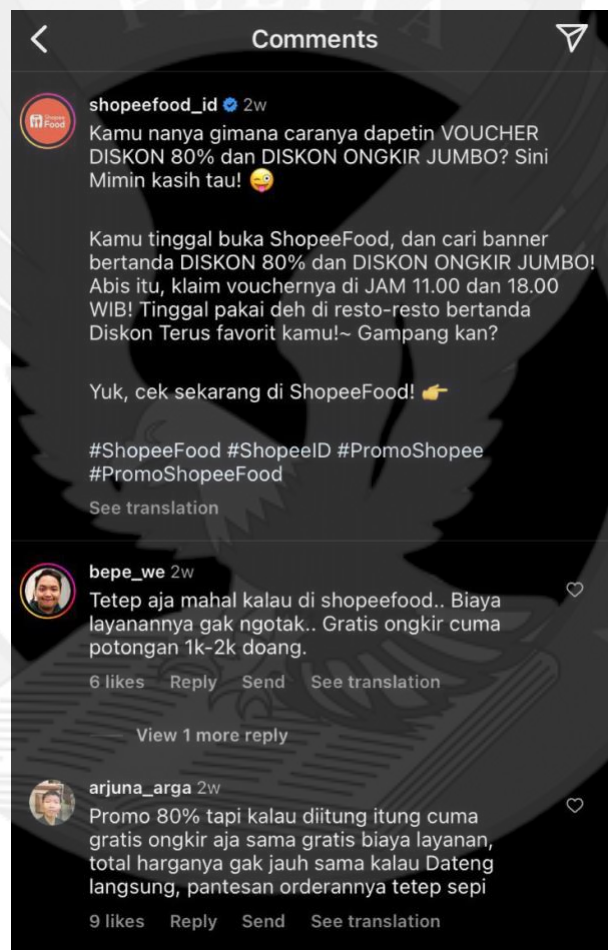 Comments
shopeefood_id 2w
Kamu nanya gimana caranya dapetin VOUCHER
DISKON 80% dan DISKON ONGKIR JUMBO? Sini
Mimin kasih tau! 😜
Kamu tinggal buka ShopeeFood, dan cari banner
bertanda DISKON 80% dan DISKON ONGKIR JUMBO!
Abis itu, klaim vouchernya di JAM 11.00 dan 18.00
WIB! Tinggal pakai deh di resto-resto bertanda
Diskon Terus favorit kamu!~ Gampang kan?
Yuk, cek sekarang di ShopeeFood! 👉
#ShopeeFood #ShopeeID #PromoShopee
#PromoShopeeFood
See translation
bepe_we 2w
Tetep aja mahal kalau di shopeefood.. Biaya
layanannya gak ngotak.. Gratis ongkir cuma
potongan 1k-2k doang.
6 likes Reply Send See translation
View 1 more reply
arjuna_arga 2w
Promo 80% tapi kalau diitung itung cuma
gratis ongkir aja sama gratis biaya layanan,
total harganya gak jauh sama kalau Dateng
langsung, pantesan orderannya tetep sepi
9 likes Reply Send See translation